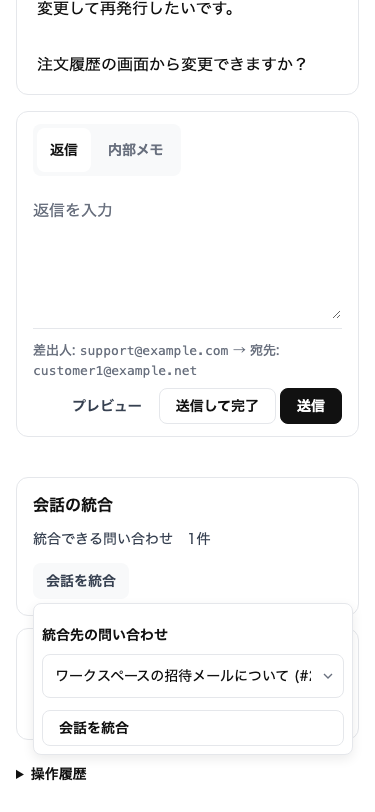 変更して再発行したいです。
注文履歴の画面から変更できますか？
返信 内部メモ
返信を入力
差出人: support@example.com → 宛先:
customer1@example.net
プレビュー 送信して完了 送信
会話の統合
統合できる問い合わせ 1件
会話を統合
統合先の問い合わせ
ワークスペースの招待メールについて (#
会話を統合
▶ 操作履歴